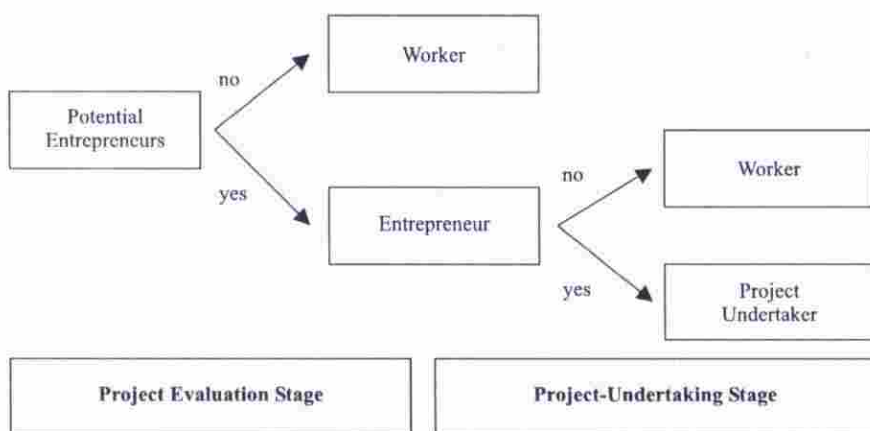 Worker
no
Potential
Entrepreneurs
yes
Entrepreneur
no
Worker
yes
Project
Undertaker
Project Evaluation Stage
Project-Undertaking Stage